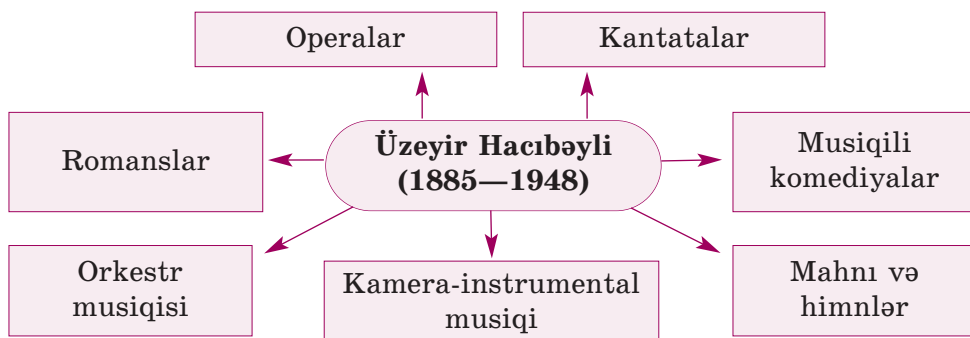 Operalar
Kantatalar
Romanslar
Üzeyir Hacıbəyli
(1885—1948)
Musiqili
komediyalar
Orkestr
musiqisi
Kamera-instrumental
musiqi
Mahnı və
himnlər